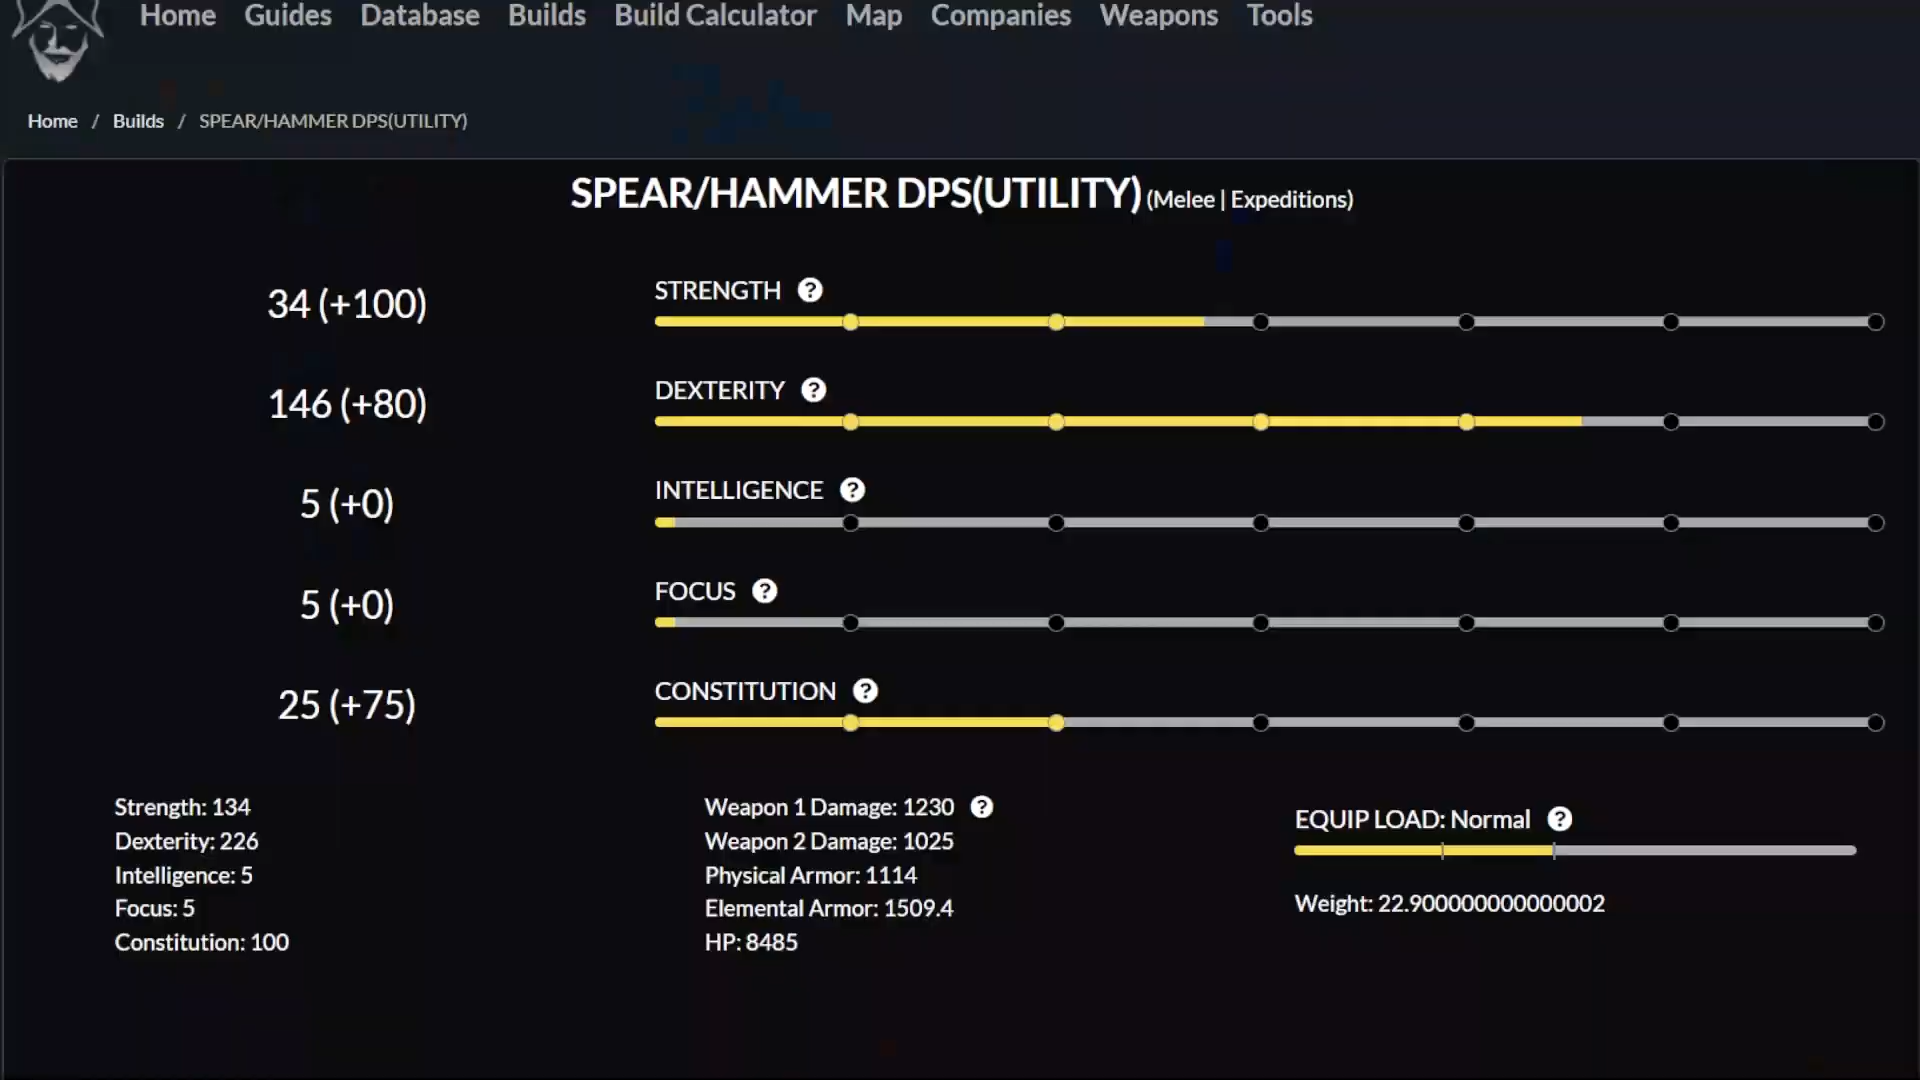 Home Guides Database Builds Build Calculator Map Companies Weapons Tools
Home / Builds / SPEAR/HAMMER DPS(UTILITY)
SPEAR/HAMMER DPS(UTILITY) (Melee | Expeditions)
34 (+100)
STRENGTH ?
146 (+80)
DEXTERITY ?
5 (+0)
INTELLIGENCE ?
5 (+0)
FOCUS ?
25 (+75)
CONSTITUTION ?
Strength: 134
Dexterity: 226
Intelligence: 5
Focus: 5
Constitution: 100
Weapon 1 Damage: 1230 ?
Weapon 2 Damage: 1025
Physical Armor: 1114
Elemental Armor: 1509.4
HP: 8485
EQUIP LOAD: Normal ?
Weight: 22.900000000000002